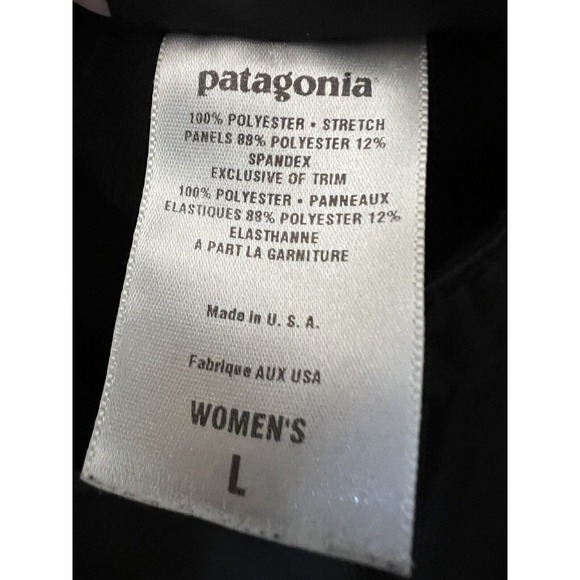 patagonia
100% POLYESTER • STRETCH
PANELS 88% POLYESTER 12%
SPANDEX
EXCLUSIVE OF TRIM
100% POLYESTER • PANNEAUX
ELASTIQUES 88% POLYESTER 12%
ELASTHANNE
A PART LA GARNITURE
Made in U. S. A.
Fabrique AUX USA
WOMEN'S
L